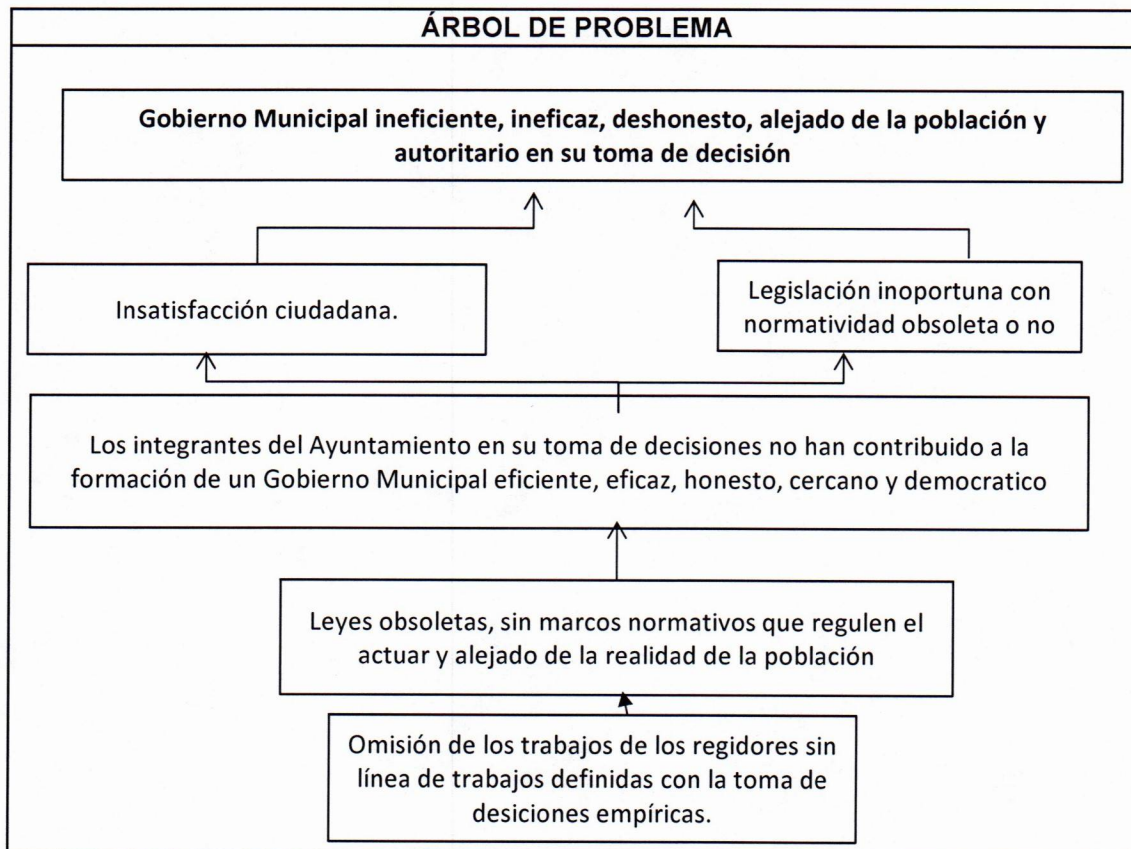 ÁRBOL DE PROBLEMA
Gobierno Municipal ineficiente, ineficaz, deshonesto, alejado de la población y
autoritario en su toma de decisión
Insatisfacción ciudadana.
Legislación inoportuna con
normatividad obsoleta o no
Los integrantes del Ayuntamiento en su toma de decisiones no han contribuido a la
formación de un Gobierno Municipal eficiente, eficaz, honesto, cercano y democratico
Leyes obsoletas, sin marcos normativos que regulen el
actuar y alejado de la realidad de la población
Omisión de los trabajos de los regidores sin
línea de trabajos definidas con la toma de
desiciones empíricas.